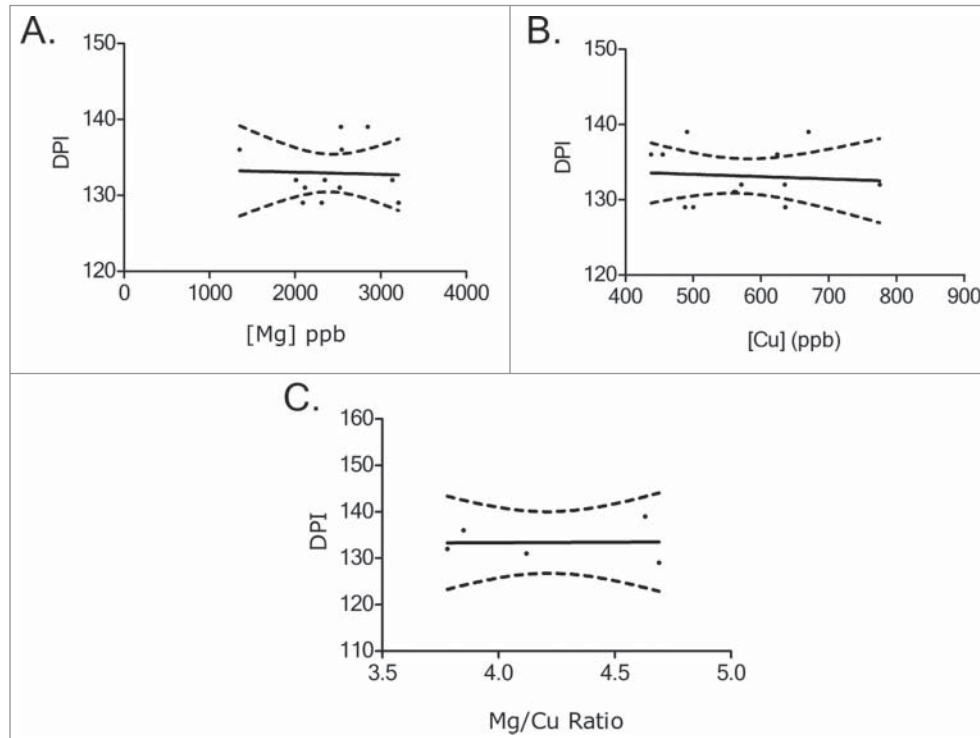 A.
150
140
130
120
DPI
0 1000 2000 3000 4000
[Mg] ppb
B.
150
140
130
120
DPI
400 500 600 700 800 900
[Cu] (ppb)
C.
160
150
140
130
120
110
DPI
3.5 4.0 4.5 5.0
Mg/Cu Ratio